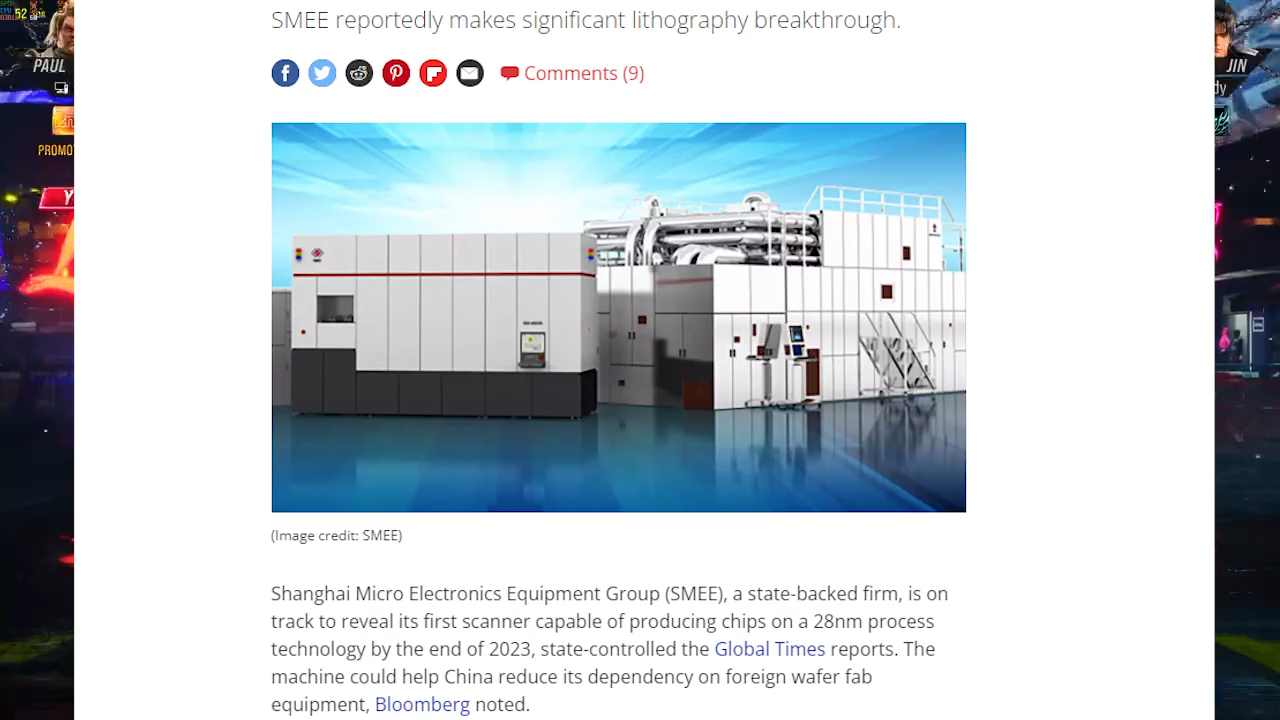 SMEE reportedly makes significant lithography breakthrough.
Comments (9)
PAUL
JIN
dy
PROMO
(Image credit: SMEE)
Shanghai Micro Electronics Equipment Group (SMEE), a state-backed firm, is on
track to reveal its first scanner capable of producing chips on a 28nm process
technology by the end of 2023, state-controlled the Global Times reports. The
machine could help China reduce its dependency on foreign wafer fab
equipment, Bloomberg noted.